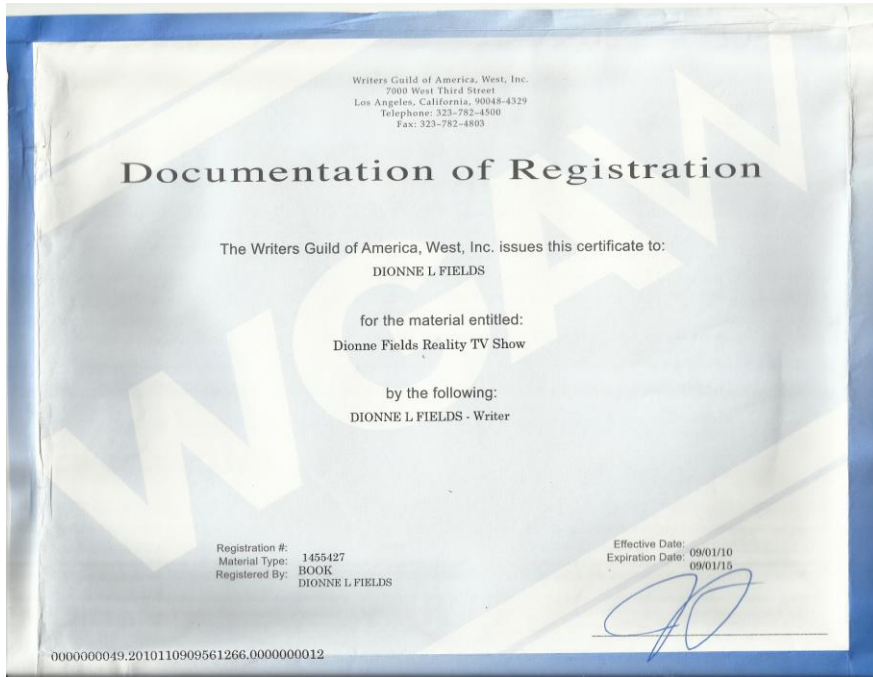 Writers Guild of America, West, Inc.
7000 West Third Street
Los Angeles, California, 90048-4329
Telephone: 323-782-4500
Fax: 323-782-4803
Documentation of Registration
The Writers Guild of America, West, Inc. issues this certificate to:
DIONNE L FIELDS
for the material entitled:
Dionne Fields Reality TV Show
by the following:
DIONNE L FIELDS - Writer
WGAW
Registration #: 1455427
Material Type: BOOK
Registered By: DIONNE L FIELDS
Effective Date: 09/01/10
Expiration Date: 09/01/15
0000000049.2010110909561266.0000000012